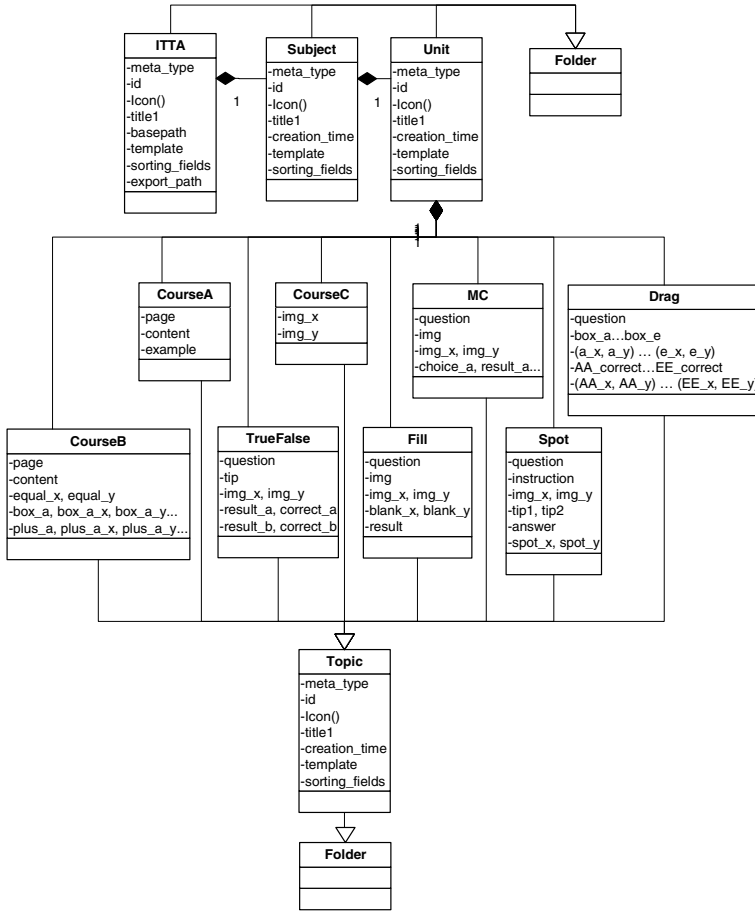 ITTA
-meta_type
-id
-Icon()
-title1
-basepath
-template
-sorting_fields
-export_path
1
Subject
-meta_type
-id
-Icon()
-title1
-creation_time
-template
-sorting_fields
1
Unit
-meta_type
-id
-Icon()
-title1
-creation_time
-template
-sorting_fields
Folder
CourseA
-page
-content
-example
CourseC
-img_x
-img_y
MC
-question
-img
-img_x, img_y
-choice_a, result_a...
Drag
-question
-box_a...box_e
-(a_x, a_y) ... (e_x, e_y)
-AA_correct...EE_correct
-(AA_x, AA_y) ... (EE_x, EE_y)
CourseB
-page
-content
-equal_x, equal_y
-box_a, box_a_x, box_a_y...
-plus_a, plus_a_x, plus_a_y...
TrueFalse
-question
-tip
-img_x, img_y
-result_a, correct_a
-result_b, correct_b
Fill
-question
-img
-img_x, img_y
-blank_x, blank_y
-result
Spot
-question
-instruction
-img_x, img_y
-tip1, tip2
-answer
-spot_x, spot_y
Topic
-meta_type
-id
-Icon()
-title1
-creation_time
-template
-sorting_fields
Folder